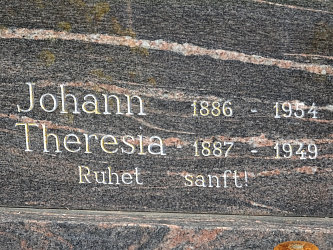 Johann 1886 - 1954
Theresia 1887 - 1949
Ruhet sanft!